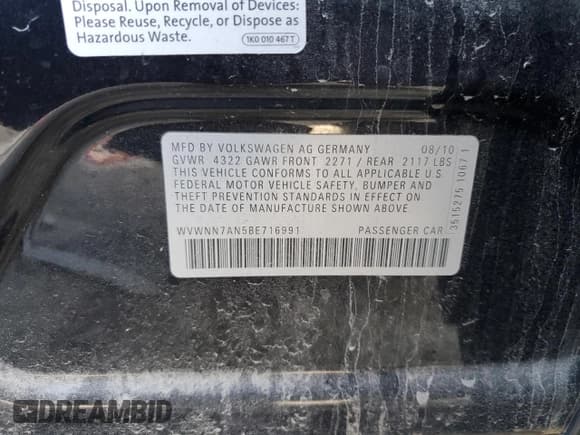 Disposal. Upon Removal of Devices:
Please Reuse, Recycle, or Dispose as
Hazardous Waste.
1K0 010 467 T
MFD BY VOLKSWAGEN AG GERMANY 08/10
GVWR 4322 GAWR FRONT 2271 / REAR 2117 LBS
THIS VEHICLE CONFORMS TO ALL APPLICABLE U.S.
FEDERAL MOTOR VEHICLE SAFETY, BUMPER AND
THEFT PREVENTION STANDARDS IN EFFECT ON
THE DATE OF MANUFACTURE SHOWN ABOVE
WVWNN7AN5BE716991 PASSENGER CAR
3515275 1067 1
DREAMBID